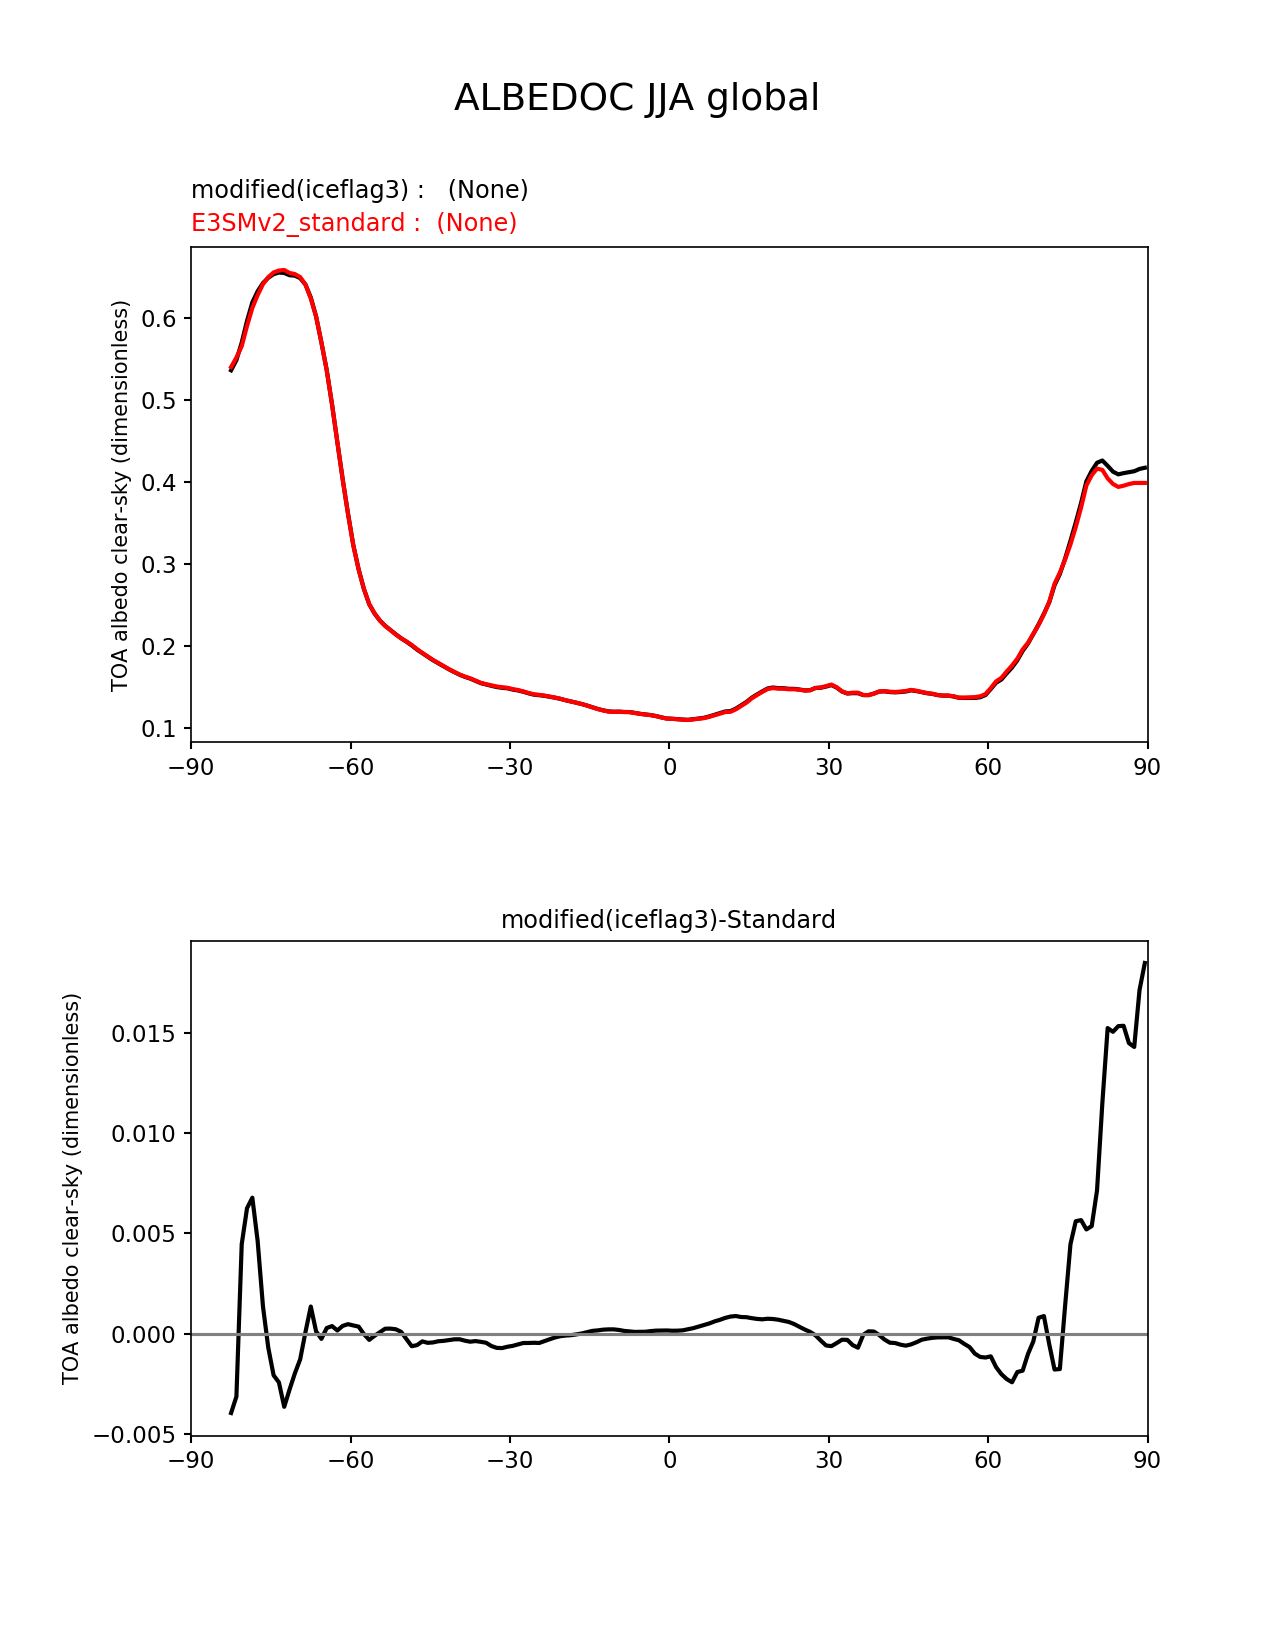 ALBEDOC JJA global
modified(iceflag3) :   (None)
E3SMv2_standard :  (None)
TOA albedo clear-sky (dimensionless)
0.6
0.5
0.4
0.3
0.2
0.1
−90 −60 −30 0 30 60 90
modified(iceflag3)-Standard
TOA albedo clear-sky (dimensionless)
0.015
0.010
0.005
0.000
−0.005
−90 −60 −30 0 30 60 90